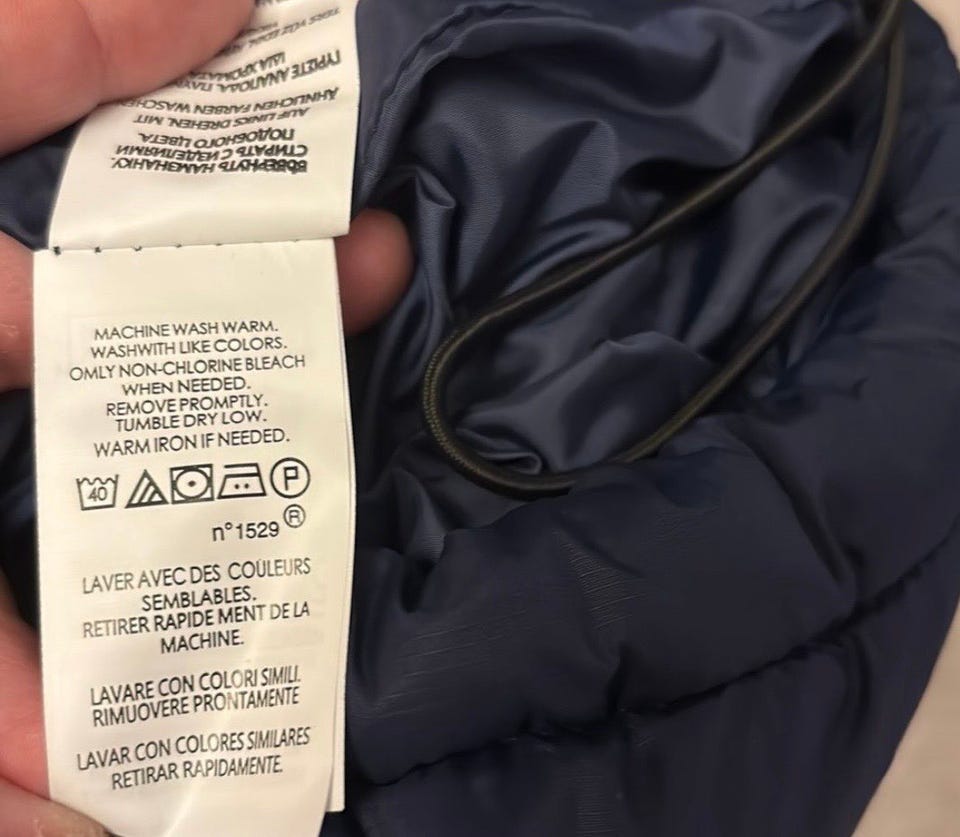 НАИЗНАНКУ.
СТИРАТЬ С ИЗДЕЛИЯМИ
ПОДОБНОГО ЦВЕТА.
AUF LINKS DREHEN, MIT
ÄHNLICHEN FARBEN WASCHEN
ΑΝΑΠΟΔΑ
ΙΔΙΑ ΧΡΩΜΑΤΑ
MACHINE WASH WARM.
WASHWITH LIKE COLORS.
OMLY NON-CHLORINE BLEACH
WHEN NEEDED.
REMOVE PROMPTLY.
TUMBLE DRY LOW.
WARM IRON IF NEEDED.
40 P
n°1529 ®
LAVER AVEC DES COULEURS
SEMBLABLES.
RETIRER RAPIDE MENT DE LA
MACHINE.
LAVARE CON COLORI SIMILI.
RIMUOVERE PRONTAMENTE
LAVAR CON COLORES SIMILARES
RETIRAR RAPIDAMENTE.